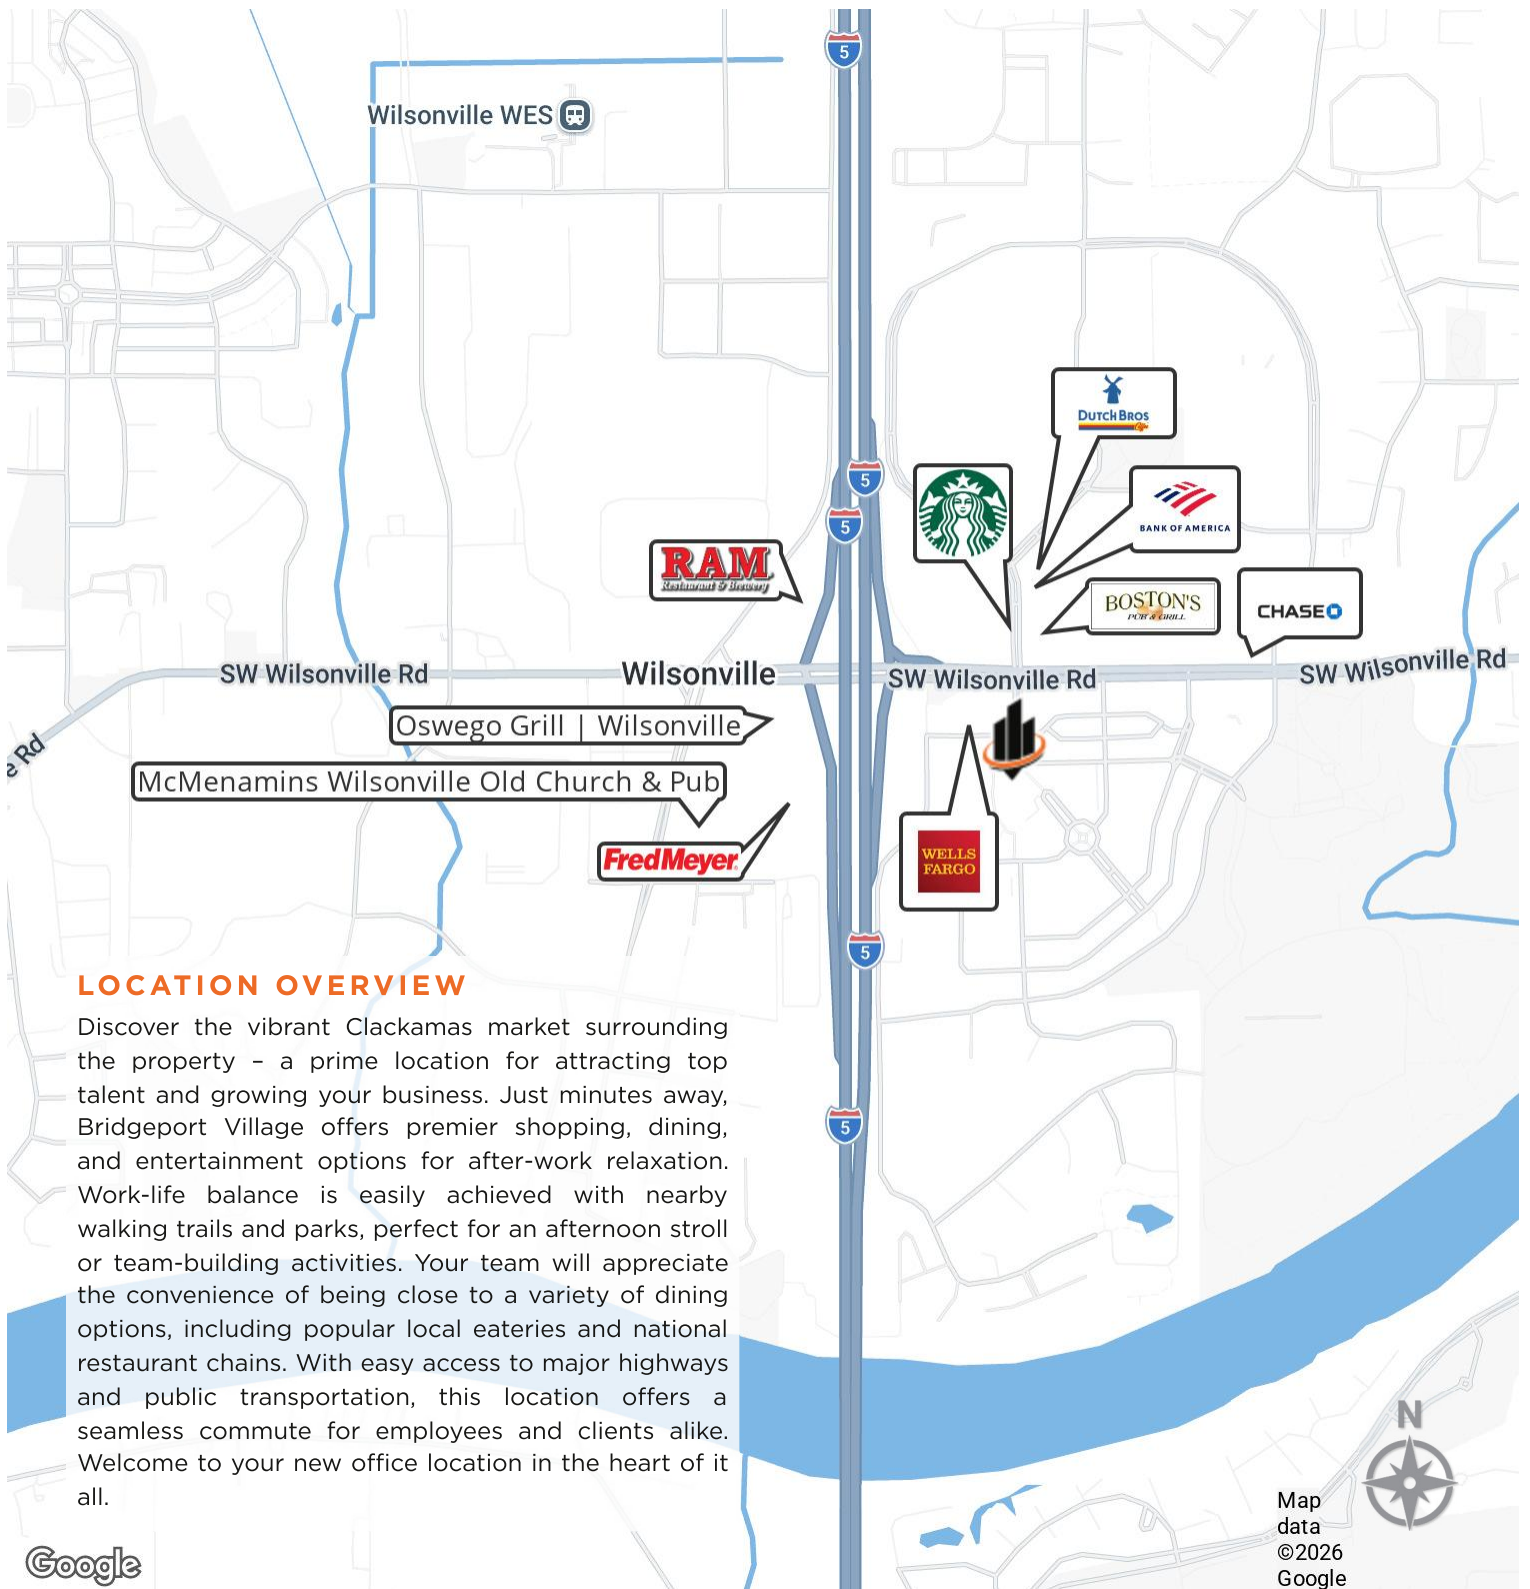 5
Wilsonville WES
DUTCH BROS
BANK OF AMERICA
5
5
RAM
Restaurant & Brewery
BOSTON'S
PUB & GRILL
CHASE
SW Wilsonville Rd
Wilsonville
SW Wilsonville Rd
SW Wilsonville Rd
Oswego Grill | Wilsonville
e Rd
McMenamins Wilsonville Old Church & Pub
FredMeyer
WELLS
FARGO
5
LOCATION OVERVIEW
Discover the vibrant Clackamas market surrounding
the property – a prime location for attracting top
talent and growing your business. Just minutes away,
Bridgeport Village offers premier shopping, dining,
and entertainment options for after-work relaxation.
Work-life balance is easily achieved with nearby
walking trails and parks, perfect for an afternoon stroll
or team-building activities. Your team will appreciate
the convenience of being close to a variety of dining
options, including popular local eateries and national
restaurant chains. With easy access to major highways
and public transportation, this location offers a
seamless commute for employees and clients alike.
Welcome to your new office location in the heart of it
all.
5
N
Map
data
©2026
Google
Google